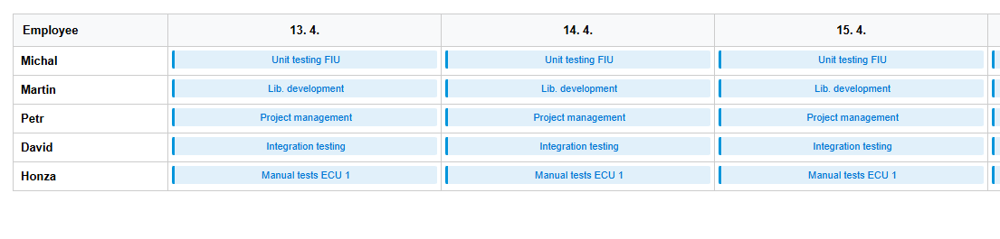 Employee 13. 4. 14. 4. 15. 4.
Michal Unit testing FIU Unit testing FIU Unit testing FIU
Martin Lib. development Lib. development Lib. development
Petr Project management Project management Project management
David Integration testing Integration testing Integration testing
Honza Manual tests ECU 1 Manual tests ECU 1 Manual tests ECU 1